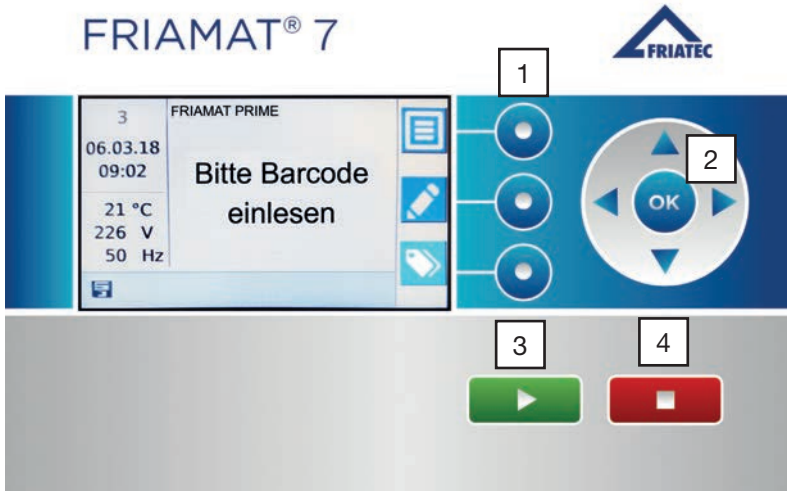 FRIAMAT® 7
FRIATEC
1
2
3
FRIAMAT PRIME
06.03.18
09:02
Bitte Barcode
einlesen
21 °C
226 V
50 Hz
OK
3
4